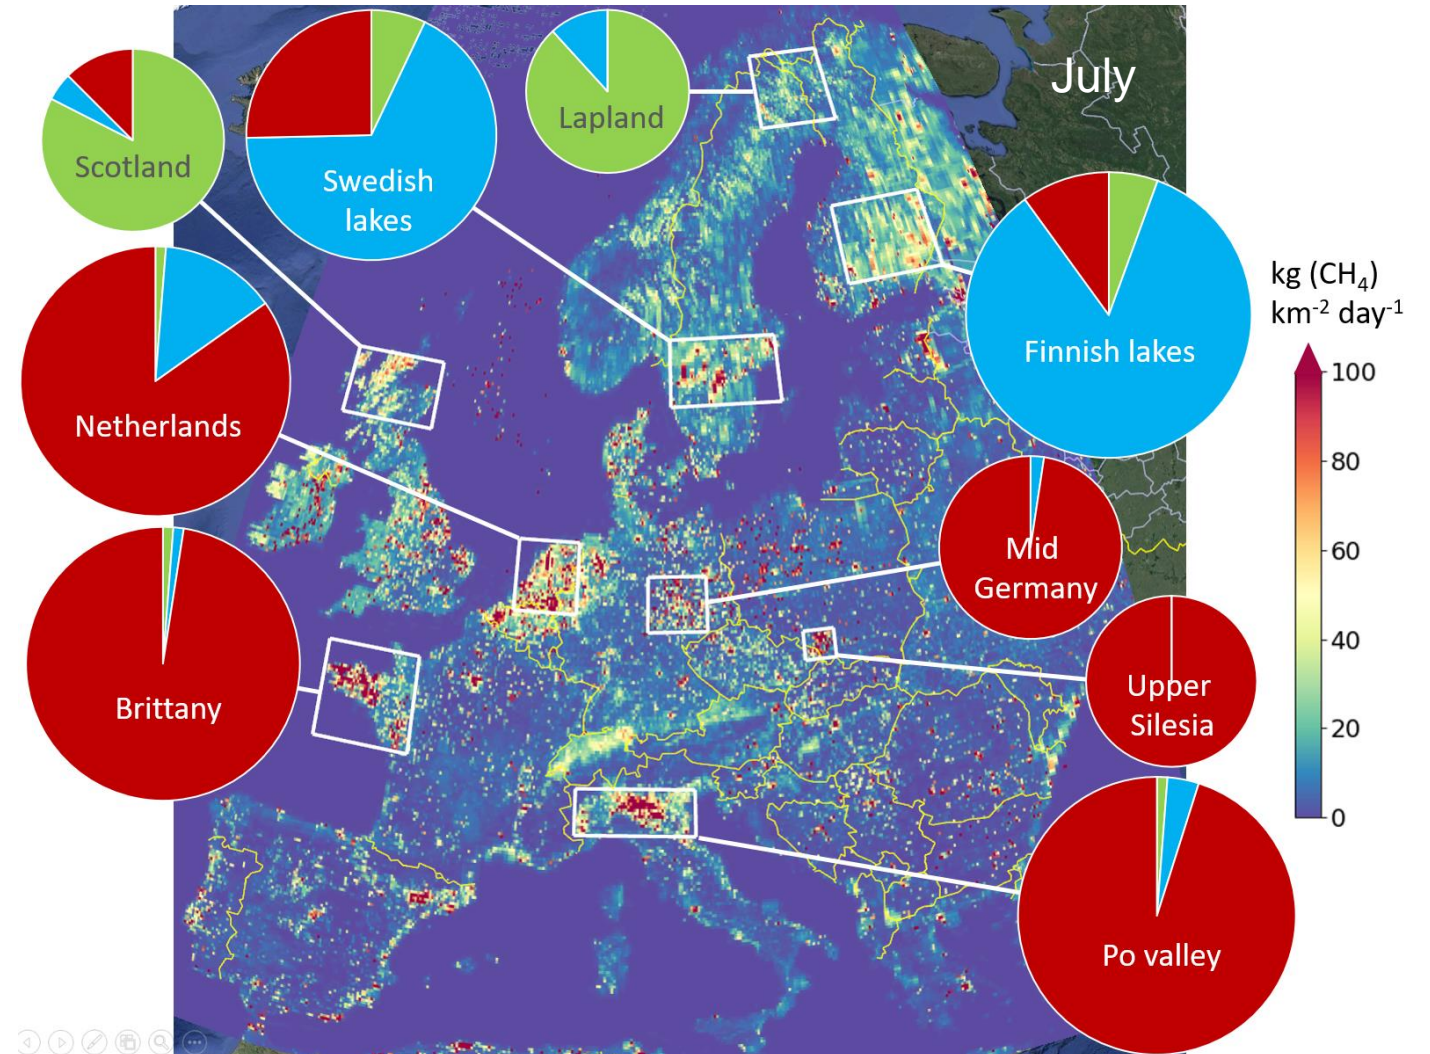 July
Scotland
Swedish
lakes
Lapland
Netherlands
Finnish lakes
Brittany
Mid
Germany
Upper
Silesia
Po valley
kg (CH₄)
km⁻² day⁻¹
100
80
60
40
20
0